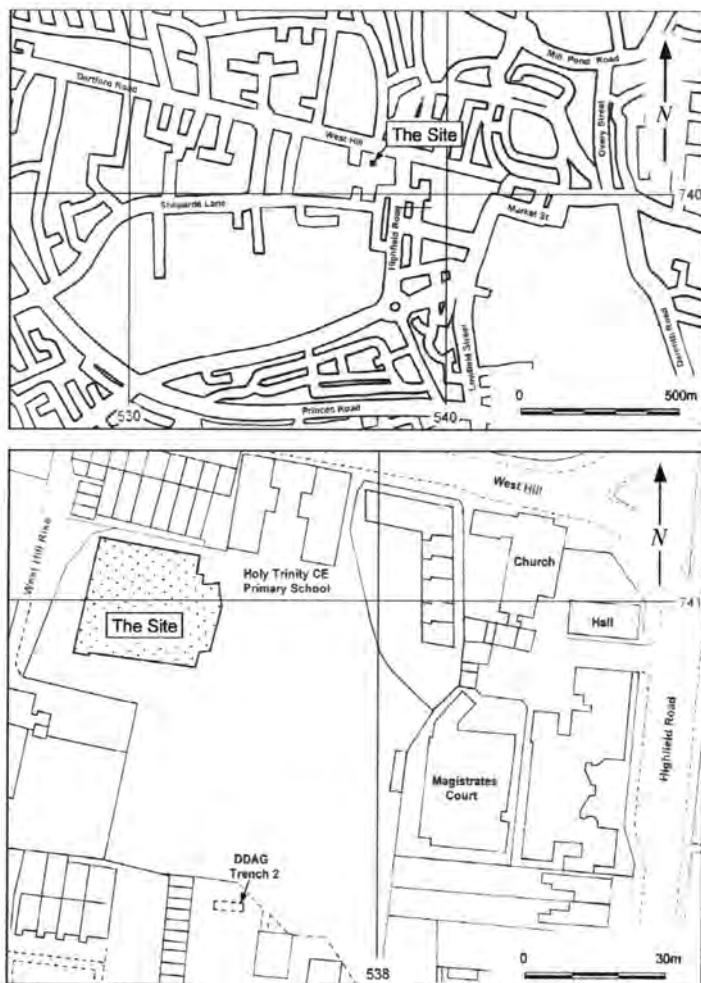 Mill Pond Road
Dartford Road
N
Overy Street
West Hill
The Site
740
Shepards Lane
Market St.
Highfield Road
Lowfield Street
Darenth Road
0
500m
530
540
Princes Road
West Hill
N
West Hill Rise
Church
Holy Trinity CE
Primary School
741
The Site
Hall
Highfield Road
Magistrates
Court
DDAG
Trench 2
538
0
30m